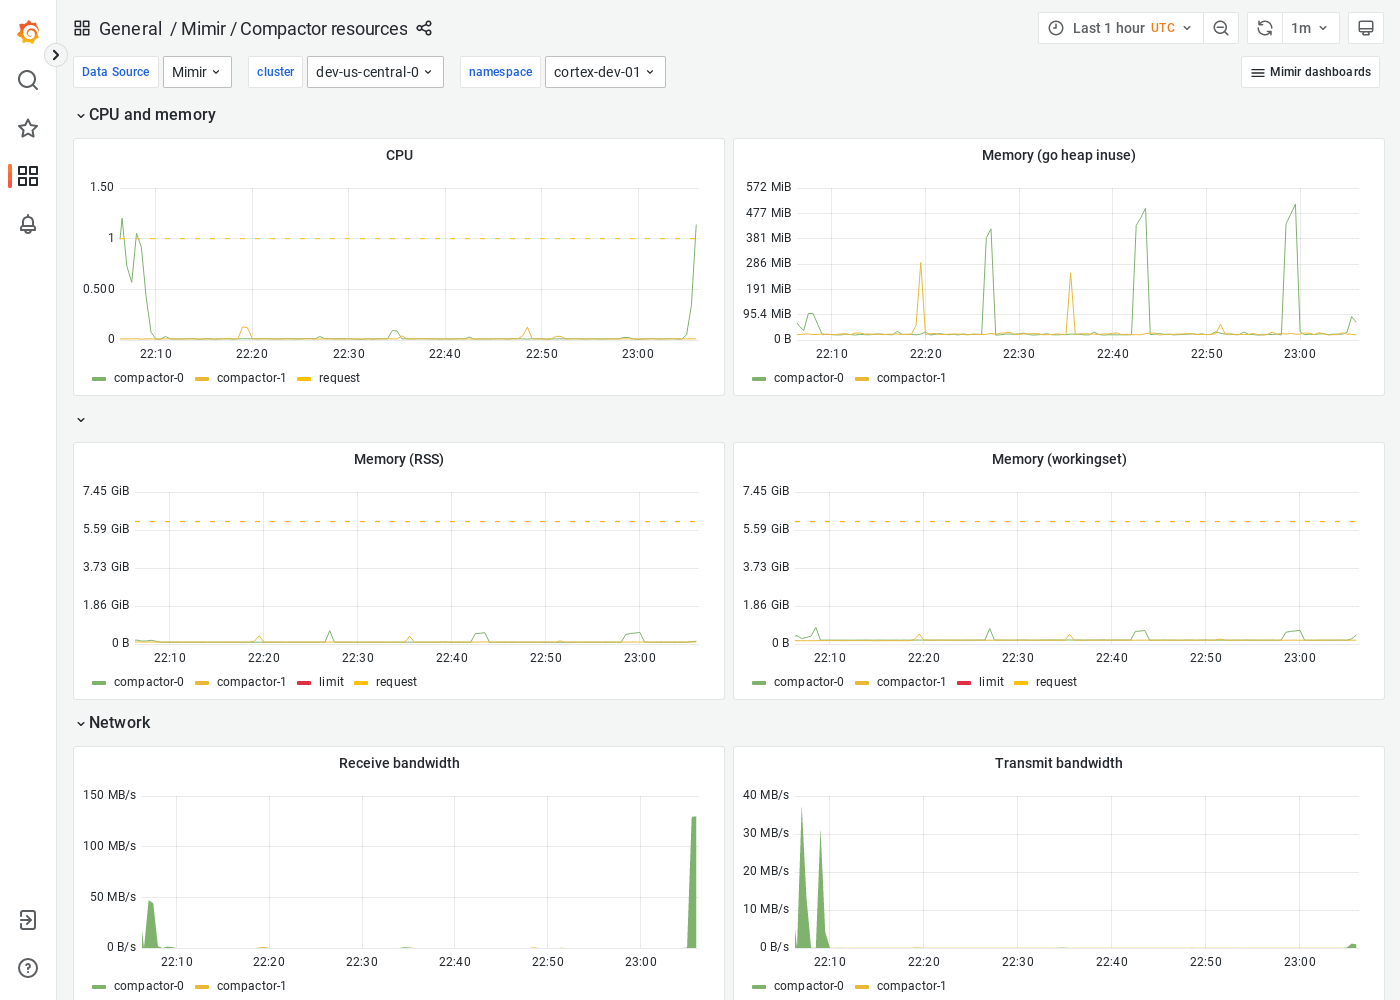 General / Mimir / Compactor resources
Last 1 hour UTC
1m
Data Source Mimir cluster dev-us-central-0 namespace cortex-dev-01
Mimir dashboards
CPU and memory
CPU
1.50
1
0.500
0
22:10 22:20 22:30 22:40 22:50 23:00
compactor-0 compactor-1 request
Memory (go heap inuse)
572 MiB
477 MiB
381 MiB
286 MiB
191 MiB
95.4 MiB
0 B
22:10 22:20 22:30 22:40 22:50 23:00
compactor-0 compactor-1
Memory (RSS)
7.45 GiB
5.59 GiB
3.73 GiB
1.86 GiB
0 B
22:10 22:20 22:30 22:40 22:50 23:00
compactor-0 compactor-1 limit request
Memory (workingset)
7.45 GiB
5.59 GiB
3.73 GiB
1.86 GiB
0 B
22:10 22:20 22:30 22:40 22:50 23:00
compactor-0 compactor-1 limit request
Network
Receive bandwidth
150 MB/s
100 MB/s
50 MB/s
0 B/s
22:10 22:20 22:30 22:40 22:50 23:00
compactor-0 compactor-1
Transmit bandwidth
40 MB/s
30 MB/s
20 MB/s
10 MB/s
0 B/s
22:10 22:20 22:30 22:40 22:50 23:00
compactor-0 compactor-1